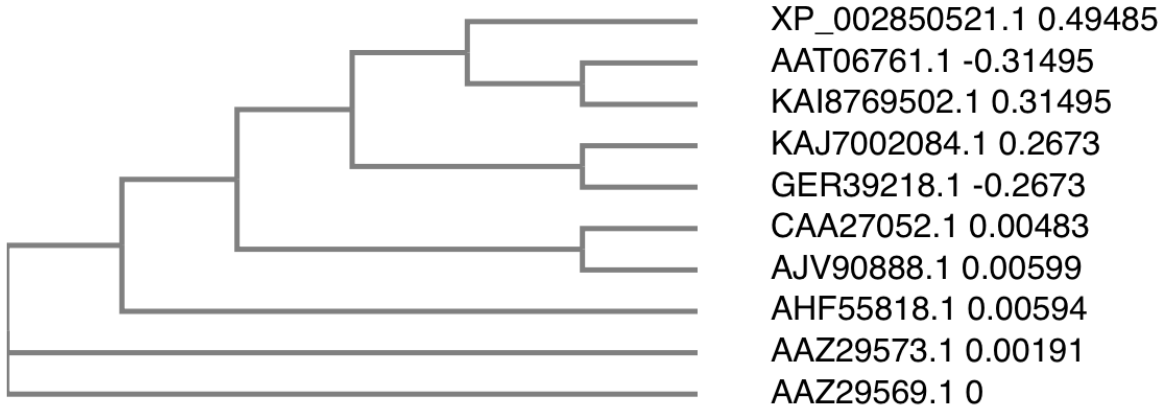 XP_002850521.1 0.49485
AAT06761.1 -0.31495
KAI8769502.1 0.31495
KAJ7002084.1 0.2673
GER39218.1 -0.2673
CAA27052.1 0.00483
AJV90888.1 0.00599
AHF55818.1 0.00594
AAZ29573.1 0.00191
AAZ29569.1 0